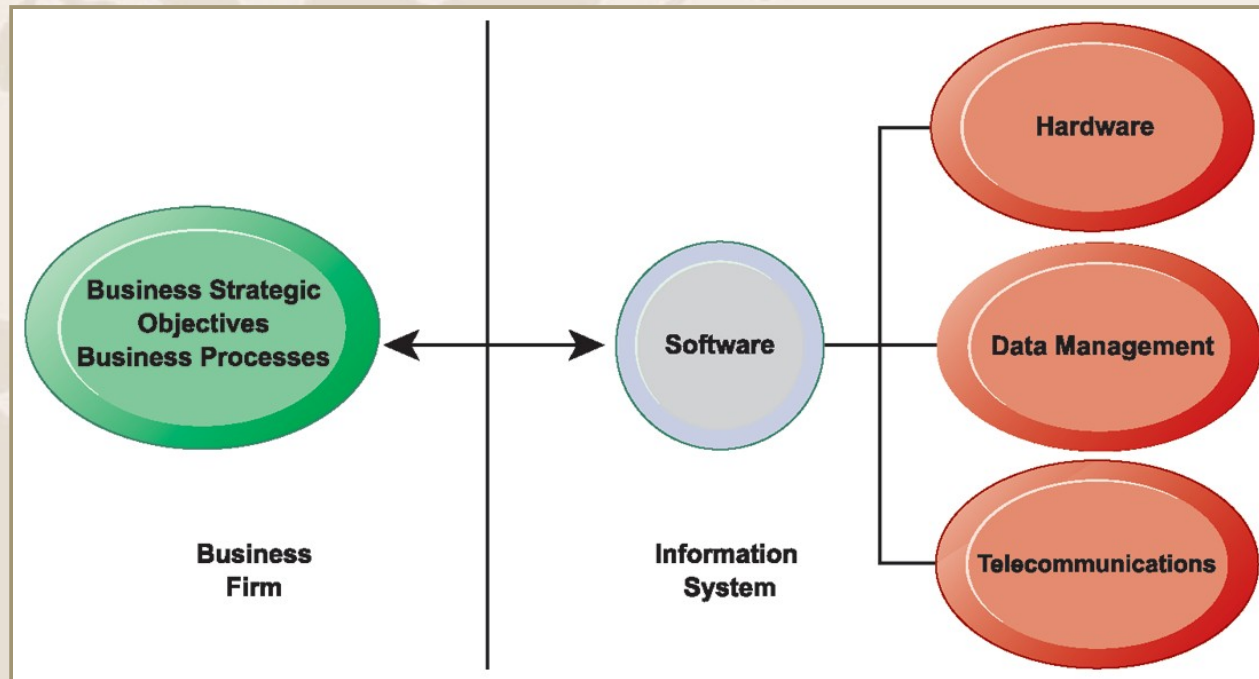 Business Strategic
Objectives
Business Processes
Business
Firm
Software
Information
System
Hardware
Data Management
Telecommunications